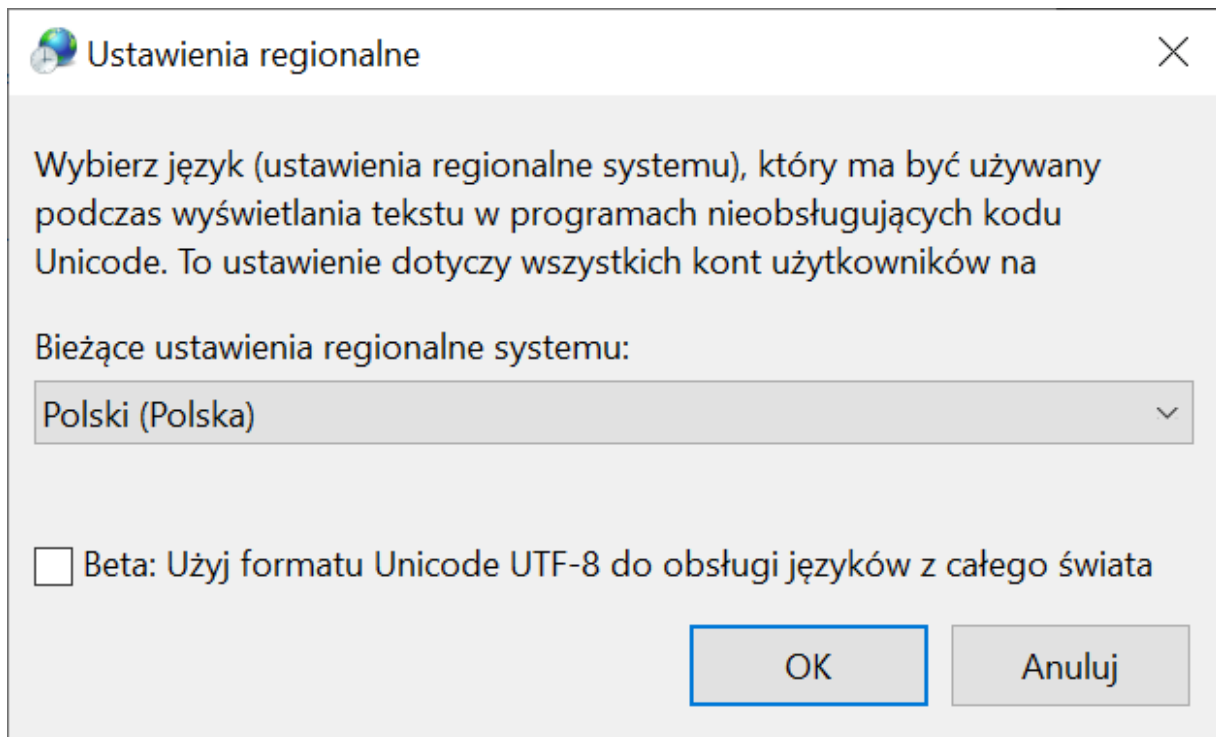 Ustawienia regionalne
Wybierz język (ustawienia regionalne systemu), który ma być używany
podczas wyświetlania tekstu w programach nieobsługujących kodu
Unicode. To ustawienie dotyczy wszystkich kont użytkowników na
Bieżące ustawienia regionalne systemu:
Polski (Polska)
Beta: Użyj formatu Unicode UTF-8 do obsługi języków z całego świata
OK Anuluj